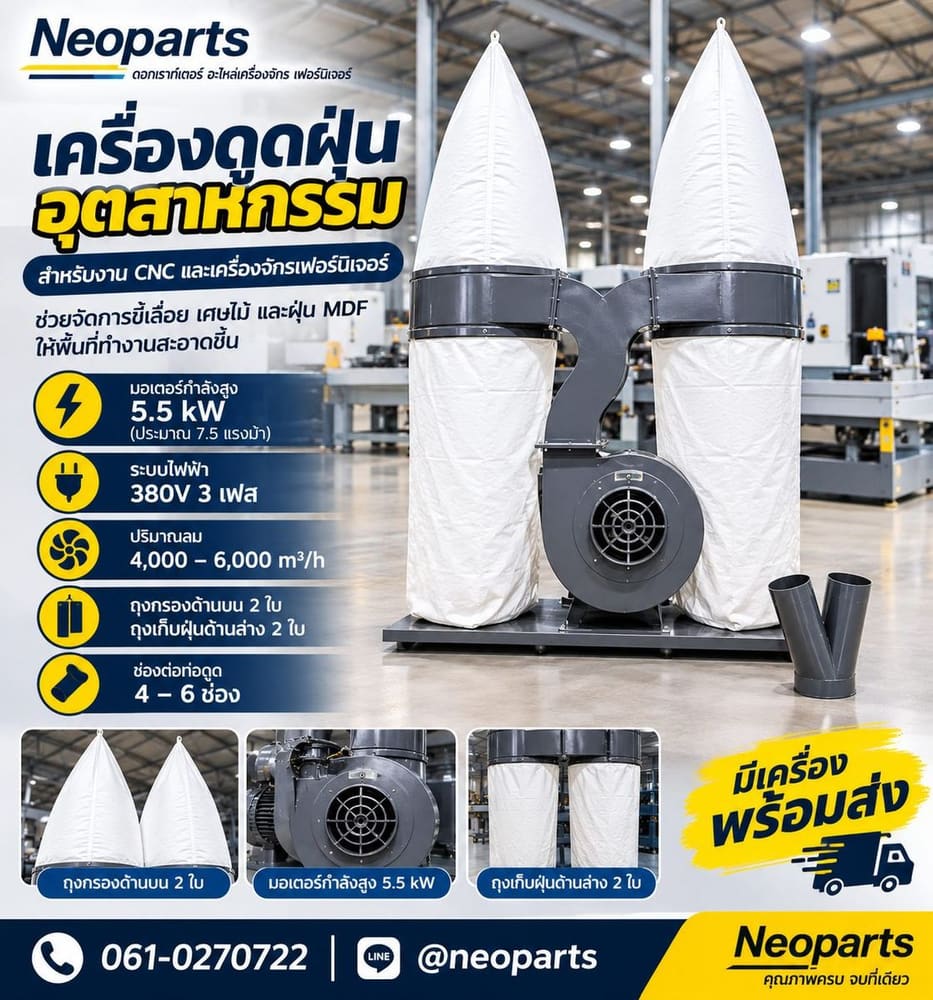 Neoparts
ดอกเราท์เตอร์ อะไหล่เครื่องจักร เฟอร์นิเจอร์
เครื่องดูดฝุ่น
อุตสาหกรรม
สำหรับงาน CNC และเครื่องจักรเฟอร์นิเจอร์
ช่วยจัดการขี้เลื่อย เศษไม้ และฝุ่น MDF
ให้พื้นที่ทำงานสะอาดขึ้น
มอเตอร์กำลังสูง
5.5 kW
(ประมาณ 7.5 แรงม้า)
ระบบไฟฟ้า
380V 3 เฟส
ปริมาณลม
4,000 – 6,000 m³/h
ถุงกรองด้านบน 2 ใบ
ถุงเก็บฝุ่นด้านล่าง 2 ใบ
ช่องต่อท่อดูด
4 – 6 ช่อง
ถุงกรองด้านบน 2 ใบ
มอเตอร์กำลังสูง 5.5 kW
ถุงเก็บฝุ่นด้านล่าง 2 ใบ
มีเครื่อง
พร้อมส่ง
061-0270722
LINE
@neoparts
Neoparts
คุณภาพครบ จบที่เดียว